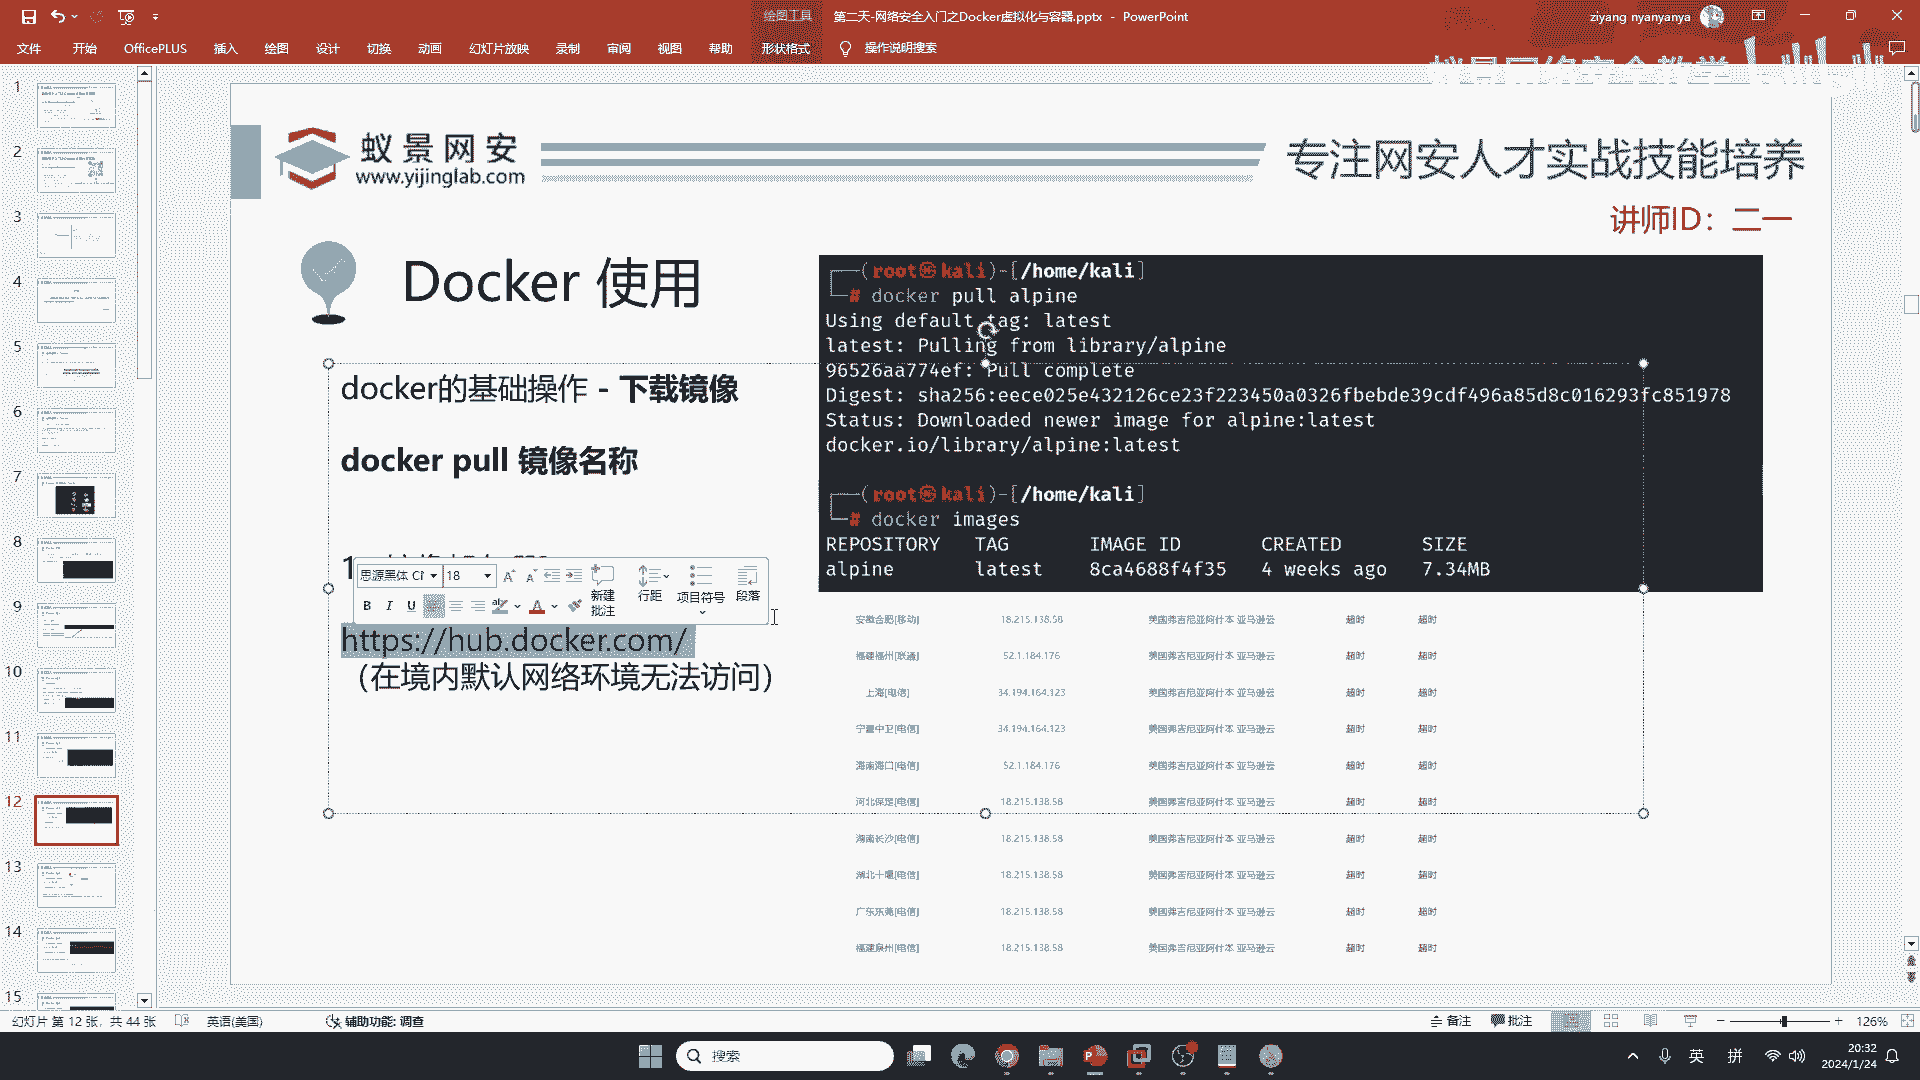 第二天-网络安全入门之Docker虚拟化与容器.pptx - PowerPoint
绘图工具
ziyang nyanyanya
文件 开始 OfficePLUS 插入 绘图 设计 切换 动画 幻灯片放映 录制 审阅 视图 帮助 形状格式 操作说明搜索
蚁景网安
www.yijinglab.com
专注网安人才实战技能培养
讲师ID：二一
Docker 使用
docker的基础操作 - 下载镜像
docker pull 镜像名称
思源黑体 CN 18
新建批注
行距 项目符号 段落
B I U
https://hub.docker.com/
（在境内默认网络环境无法访问）
┌──(root㉿kali)-[/home/kali]
└─# docker pull alpine
Using default tag: latest
latest: Pulling from library/alpine
96526aa774ef: Pull complete
Digest: sha256:eece025e432126ce23f223450a0326fbebde39cdf496a85d8c016293fc851978
Status: Downloaded newer image for alpine:latest
docker.io/library/alpine:latest
┌──(root㉿kali)-[/home/kali]
└─# docker images
REPOSITORY TAG IMAGE ID CREATED SIZE
alpine latest 8ca4688f4f35 4 weeks ago 7.34MB
安徽合肥[移动] 18.215.138.58 美国弗吉尼亚阿什本 亚马逊云 超时 超时
福建福州[联通] 52.1.184.176 美国弗吉尼亚阿什本 亚马逊云 超时 超时
上海[电信] 34.194.164.123 美国弗吉尼亚阿什本 亚马逊云 超时 超时
宁夏中卫[电信] 34.194.164.123 美国弗吉尼亚阿什本 亚马逊云 超时 超时
海南海口[电信] 52.1.184.176 美国弗吉尼亚阿什本 亚马逊云 超时 超时
河北保定[电信] 18.215.138.58 美国弗吉尼亚阿什本 亚马逊云 超时 超时
湖南长沙[电信] 18.215.138.58 美国弗吉尼亚阿什本 亚马逊云 超时 超时
湖北十堰[电信] 18.215.138.58 美国弗吉尼亚阿什本 亚马逊云 超时 超时
广东东莞[电信] 18.215.138.58 美国弗吉尼亚阿什本 亚马逊云 超时 超时
福建泉州[电信] 18.215.138.58 美国弗吉尼亚阿什本 亚马逊云 超时 超时
1
2
3
4
5
6
7
8
9
10
11
12
13
14
15
幻灯片 第 12 张，共 44 张 英语(美国) 辅助功能: 调查 备注 批注 126%
搜索
英 拼
20:32
2024/1/24